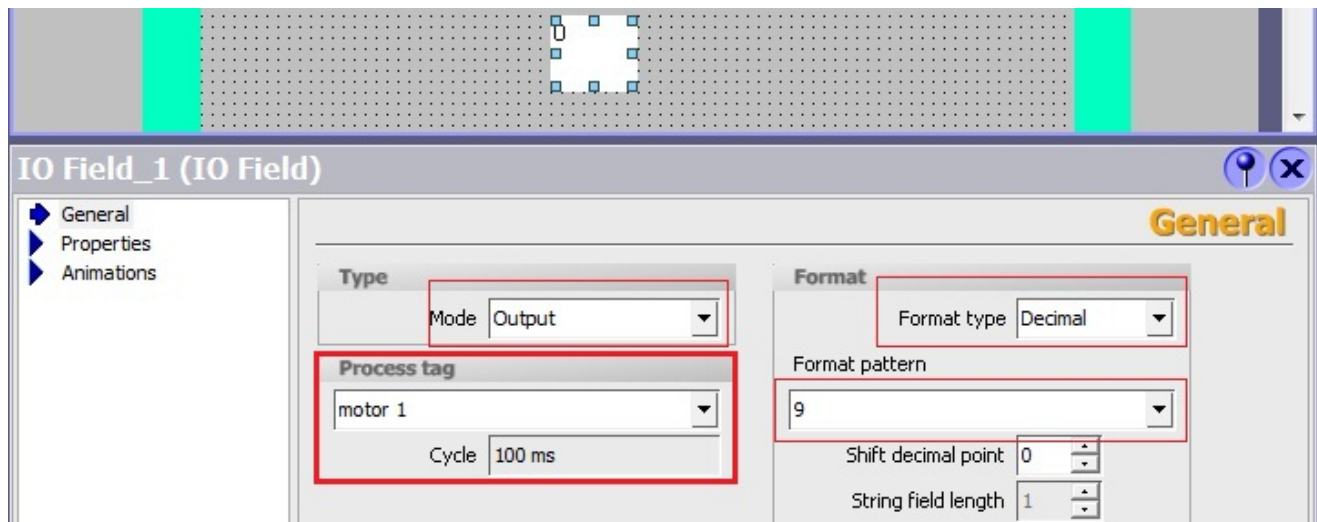 0
IO Field_1 (IO Field)
General
Properties
Animations
General
Type
Mode Output
Process tag
motor 1
Cycle 100 ms
Format
Format type Decimal
Format pattern
9
Shift decimal point 0
String field length 1